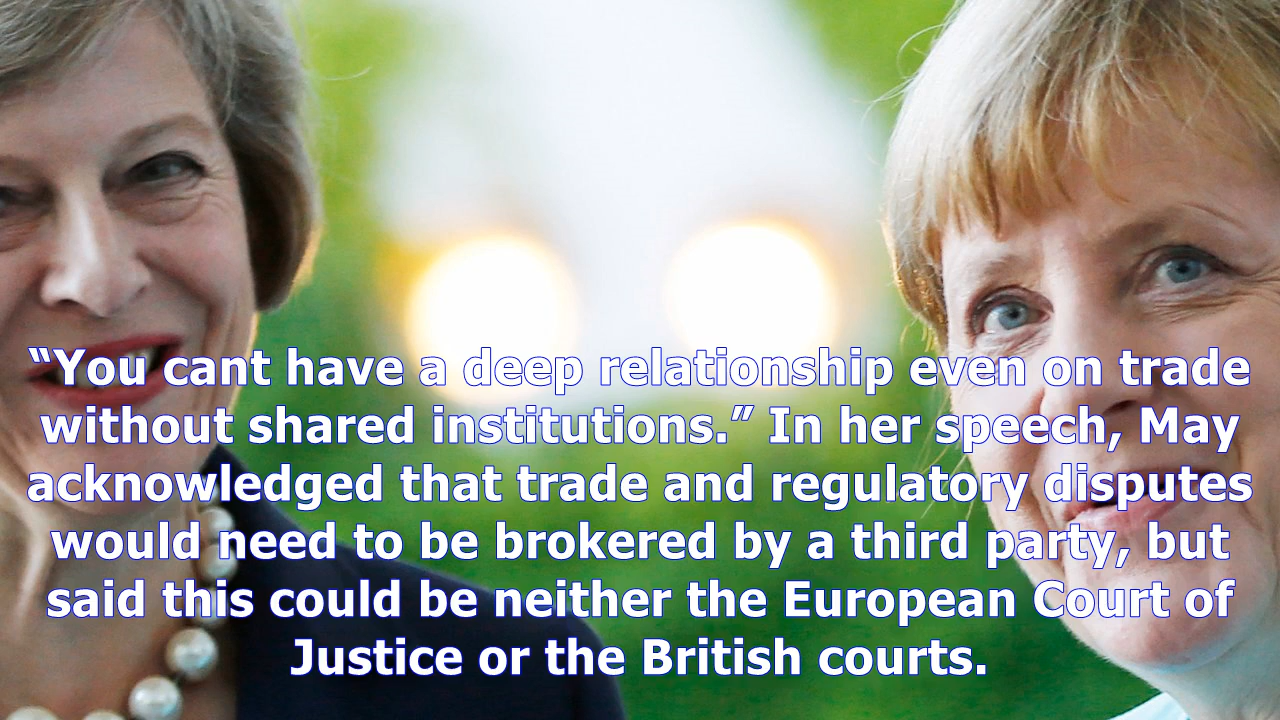 “You cant have a deep relationship even on trade
without shared institutions.” In her speech, May
acknowledged that trade and regulatory disputes
would need to be brokered by a third party, but
said this could be neither the European Court of
Justice or the British courts.